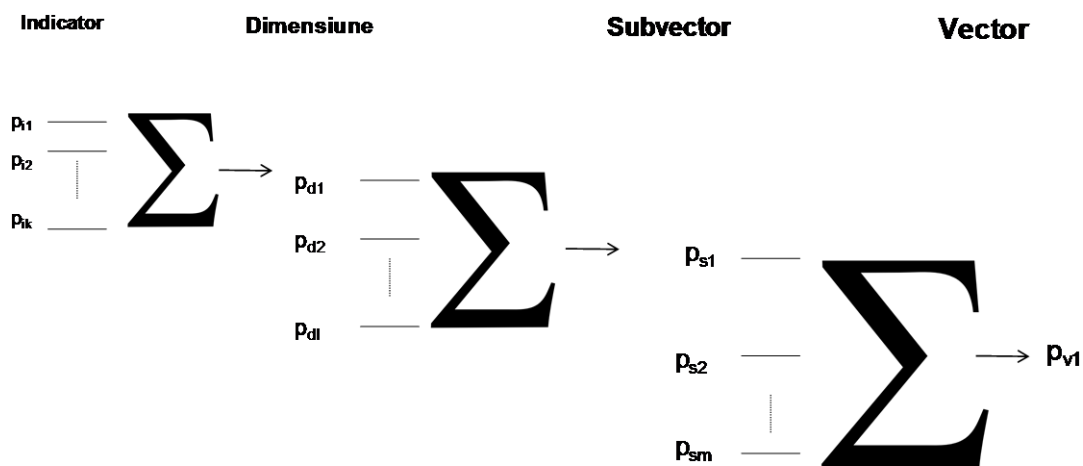 Indicator Dimensiune Subvector Vector
pi1
pi2
pik
pd1
pd2
pdl
ps1
ps2
psm
pv1
∑
∑
∑